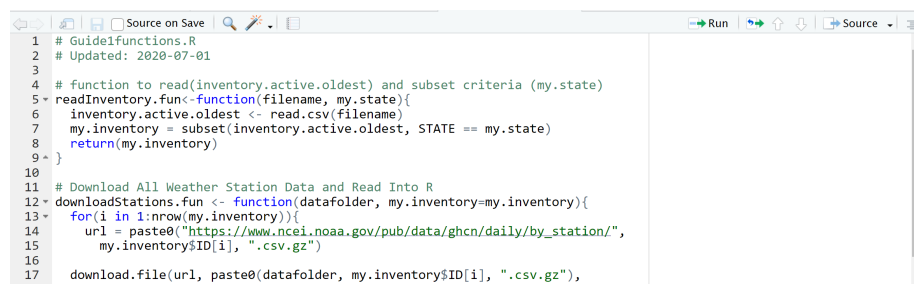 Source on Save Run Source
1 # Guide1functions.R
2 # Updated: 2020-07-01
3
4 # function to read(inventory.active.oldest) and subset criteria (my.state)
5 readInventory.fun<-function(filename, my.state){
6   inventory.active.oldest <- read.csv(filename)
7   my.inventory = subset(inventory.active.oldest, STATE == my.state)
8   return(my.inventory)
9 }
10
11 # Download All Weather Station Data and Read Into R
12 downloadStations.fun <- function(datafolder, my.inventory=my.inventory){
13   for(i in 1:nrow(my.inventory)){
14     url = paste0("https://www.ncei.noaa.gov/pub/data/ghcn/daily/by_station/",
15       my.inventory$ID[i], ".csv.gz")
16
17   download.file(url, paste0(datafolder, my.inventory$ID[i], ".csv.gz"),